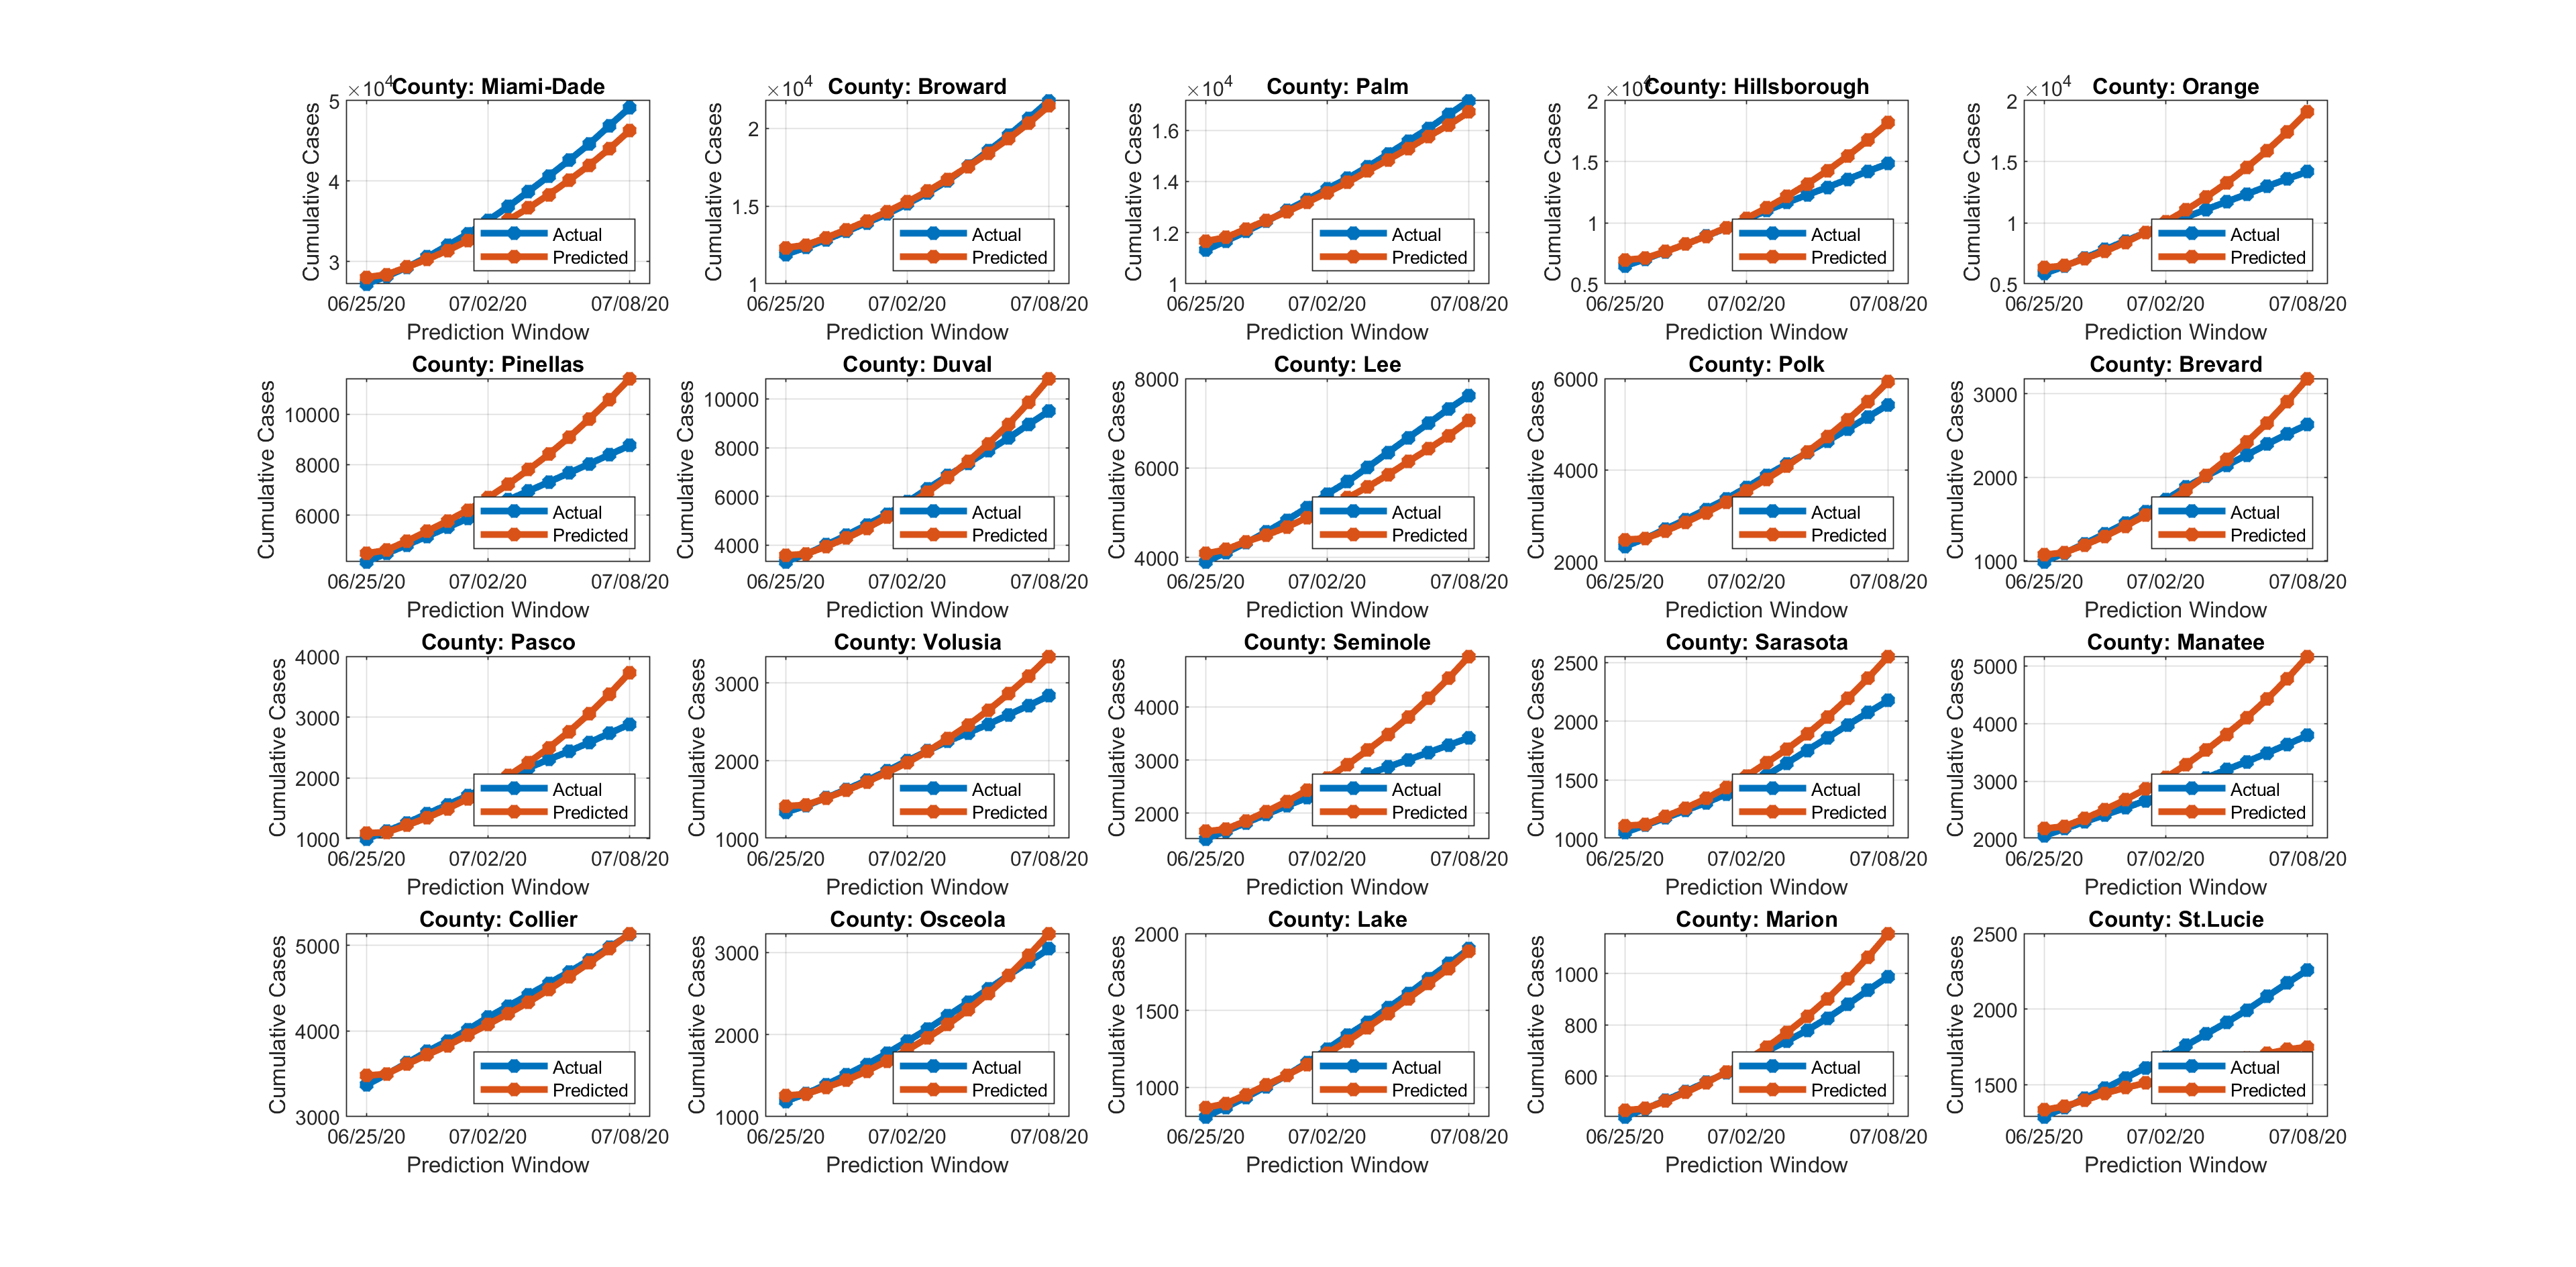 ×10⁴
County: Miami-Dade
5
4
3
Cumulative Cases
06/25/20 07/02/20 07/08/20
Prediction Window
Actual
Predicted
×10⁴
County: Broward
2
1.5
1
Cumulative Cases
06/25/20 07/02/20 07/08/20
Prediction Window
Actual
Predicted
×10⁴
County: Palm
1.6
1.4
1.2
1
Cumulative Cases
06/25/20 07/02/20 07/08/20
Prediction Window
Actual
Predicted
×10⁴
County: Hillsborough
2
1.5
1
0.5
Cumulative Cases
06/25/20 07/02/20 07/08/20
Prediction Window
Actual
Predicted
×10⁴
County: Orange
2
1.5
1
0.5
Cumulative Cases
06/25/20 07/02/20 07/08/20
Prediction Window
Actual
Predicted
County: Pinellas
10000
8000
6000
Cumulative Cases
06/25/20 07/02/20 07/08/20
Prediction Window
Actual
Predicted
County: Duval
10000
8000
6000
4000
Cumulative Cases
06/25/20 07/02/20 07/08/20
Prediction Window
Actual
Predicted
County: Lee
8000
6000
4000
Cumulative Cases
06/25/20 07/02/20 07/08/20
Prediction Window
Actual
Predicted
County: Polk
6000
4000
2000
Cumulative Cases
06/25/20 07/02/20 07/08/20
Prediction Window
Actual
Predicted
County: Brevard
3000
2000
1000
Cumulative Cases
06/25/20 07/02/20 07/08/20
Prediction Window
Actual
Predicted
County: Pasco
4000
3000
2000
1000
Cumulative Cases
06/25/20 07/02/20 07/08/20
Prediction Window
Actual
Predicted
County: Volusia
3000
2000
1000
Cumulative Cases
06/25/20 07/02/20 07/08/20
Prediction Window
Actual
Predicted
County: Seminole
4000
3000
2000
Cumulative Cases
06/25/20 07/02/20 07/08/20
Prediction Window
Actual
Predicted
County: Sarasota
2500
2000
1500
1000
Cumulative Cases
06/25/20 07/02/20 07/08/20
Prediction Window
Actual
Predicted
County: Manatee
5000
4000
3000
2000
Cumulative Cases
06/25/20 07/02/20 07/08/20
Prediction Window
Actual
Predicted
County: Collier
5000
4000
3000
Cumulative Cases
06/25/20 07/02/20 07/08/20
Prediction Window
Actual
Predicted
County: Osceola
3000
2000
1000
Cumulative Cases
06/25/20 07/02/20 07/08/20
Prediction Window
Actual
Predicted
County: Lake
2000
1500
1000
Cumulative Cases
06/25/20 07/02/20 07/08/20
Prediction Window
Actual
Predicted
County: Marion
1000
800
600
Cumulative Cases
06/25/20 07/02/20 07/08/20
Prediction Window
Actual
Predicted
County: St.Lucie
2500
2000
1500
Cumulative Cases
06/25/20 07/02/20 07/08/20
Prediction Window
Actual
Predicted